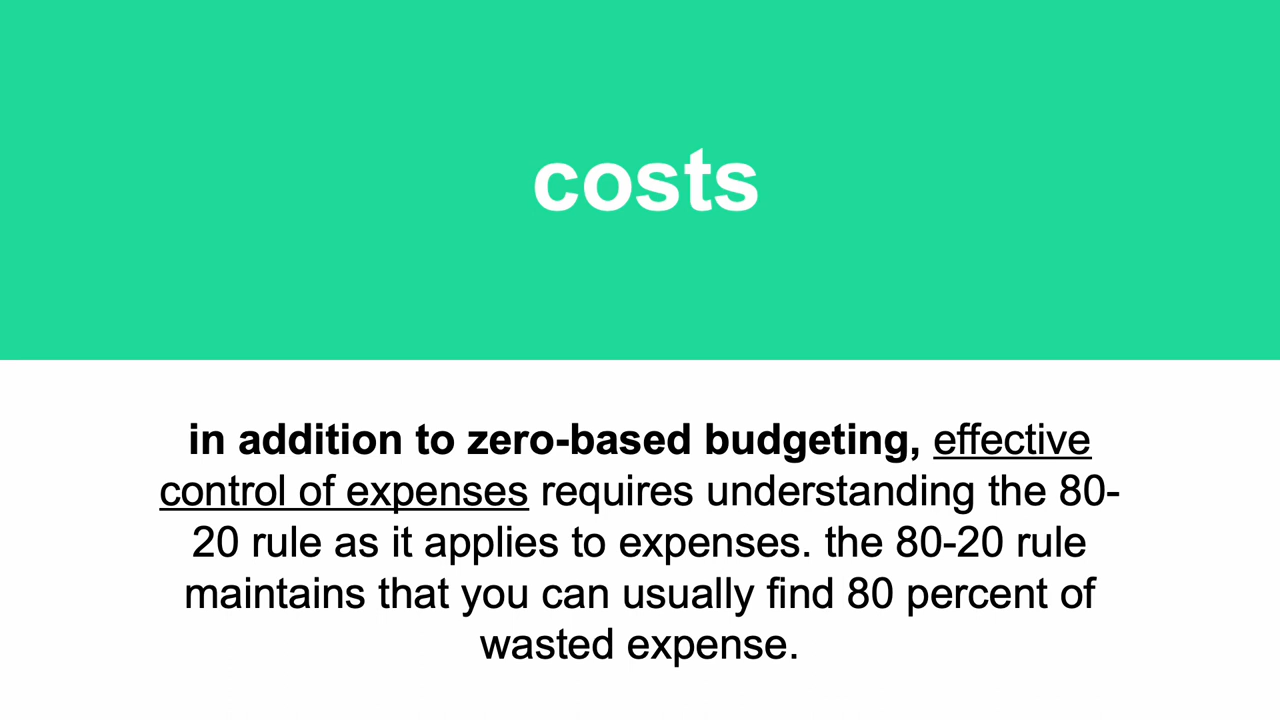 costs
in addition to zero-based budgeting, effective
control of expenses requires understanding the 80-
20 rule as it applies to expenses. the 80-20 rule
maintains that you can usually find 80 percent of
wasted expense.